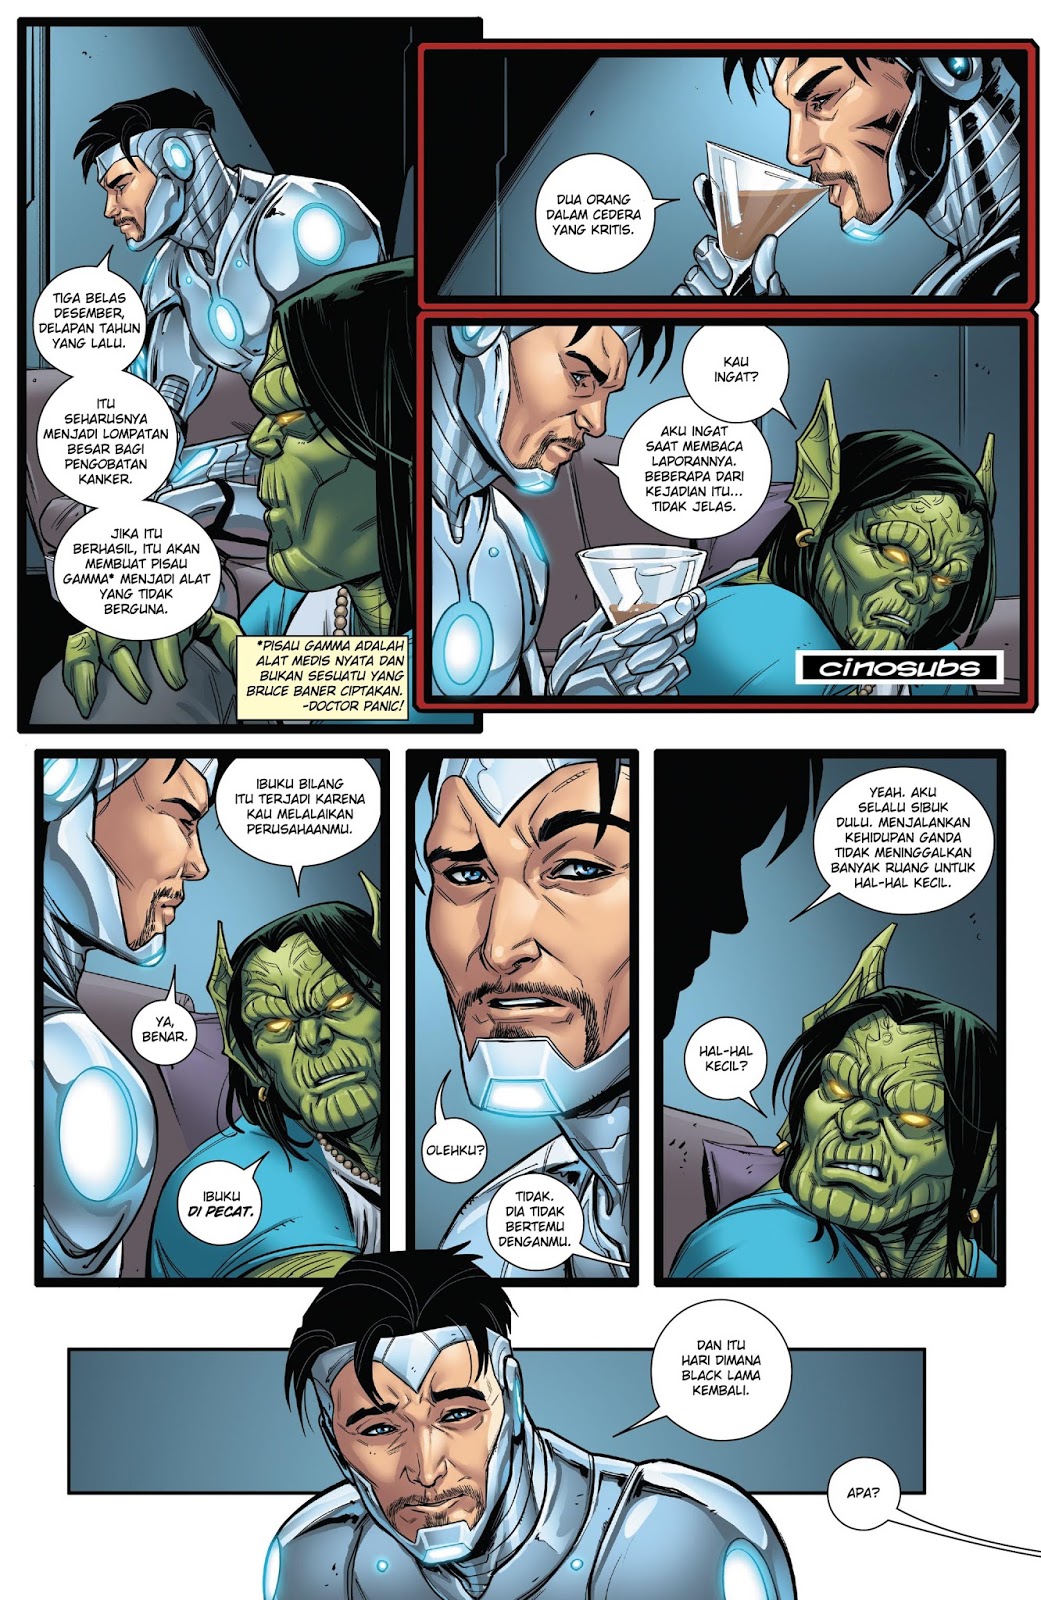 TIGA BELAS
DESEMBER,
DELAPAN TAHUN
YANG LALU.
ITU
SEHARUSNYA
MENJADI LOMPATAN
BESAR BAGI
PENGOBATAN
KANKER.
JIKA ITU
BERHASIL, ITU AKAN
MEMBUAT PISAU
GAMMA* MENJADI ALAT
YANG TIDAK
BERGUNA.
*PISAU GAMMA ADALAH
ALAT MEDIS NYATA DAN
BUKAN SESUATU YANG
BRUCE BANER CIPTAKAN.
-DOCTOR PANIC!
DUA ORANG
DALAM CEDERA
YANG KRITIS.
KAU
INGAT?
AKU INGAT
SAAT MEMBACA
LAPORANNYA.
BEBERAPA DARI
KEJADIAN ITU...
TIDAK JELAS.
cinosubs
IBUKU BILANG
ITU TERJADI KARENA
KAU MELALAIKAN
PERUSAHAANMU.
YA,
BENAR.
IBUKU
DI PECAT.
OLEHKU?
TIDAK.
DIA TIDAK
BERTEMU
DENGANMU.
YEAH. AKU
SELALU SIBUK
DULU. MENJALANKAN
KEHIDUPAN GANDA
TIDAK MENINGGALKAN
BANYAK RUANG UNTUK
HAL-HAL KECIL.
HAL-HAL
KECIL?
DAN ITU
HARI DIMANA
BLACK LAMA
KEMBALI.
APA?